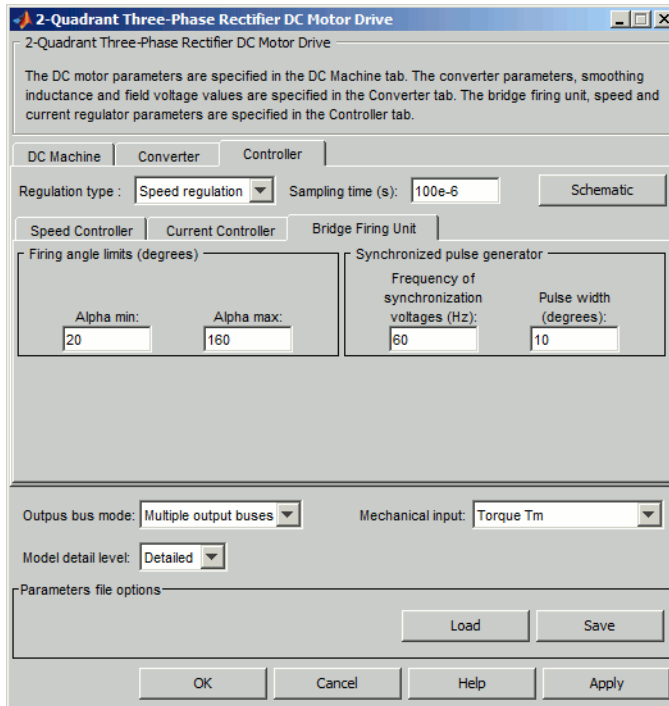 2-Quadrant Three-Phase Rectifier DC Motor Drive
2-Quadrant Three-Phase Rectifier DC Motor Drive
The DC motor parameters are specified in the DC Machine tab. The converter parameters, smoothing
inductance and field voltage values are specified in the Converter tab. The bridge firing unit, speed and
current regulator parameters are specified in the Controller tab.
DC Machine Converter Controller
Regulation type : Speed regulation Sampling time (s): 100e-6 Schematic
Speed Controller Current Controller Bridge Firing Unit
Firing angle limits (degrees) Synchronized pulse generator
Frequency of
synchronization
voltages (Hz):
Pulse width
(degrees):
Alpha min: Alpha max:
20 160 60 10
Outpus bus mode: Multiple output buses Mechanical input: Torque Tm
Model detail level: Detailed
Parameters file options
Load Save
OK Cancel Help Apply